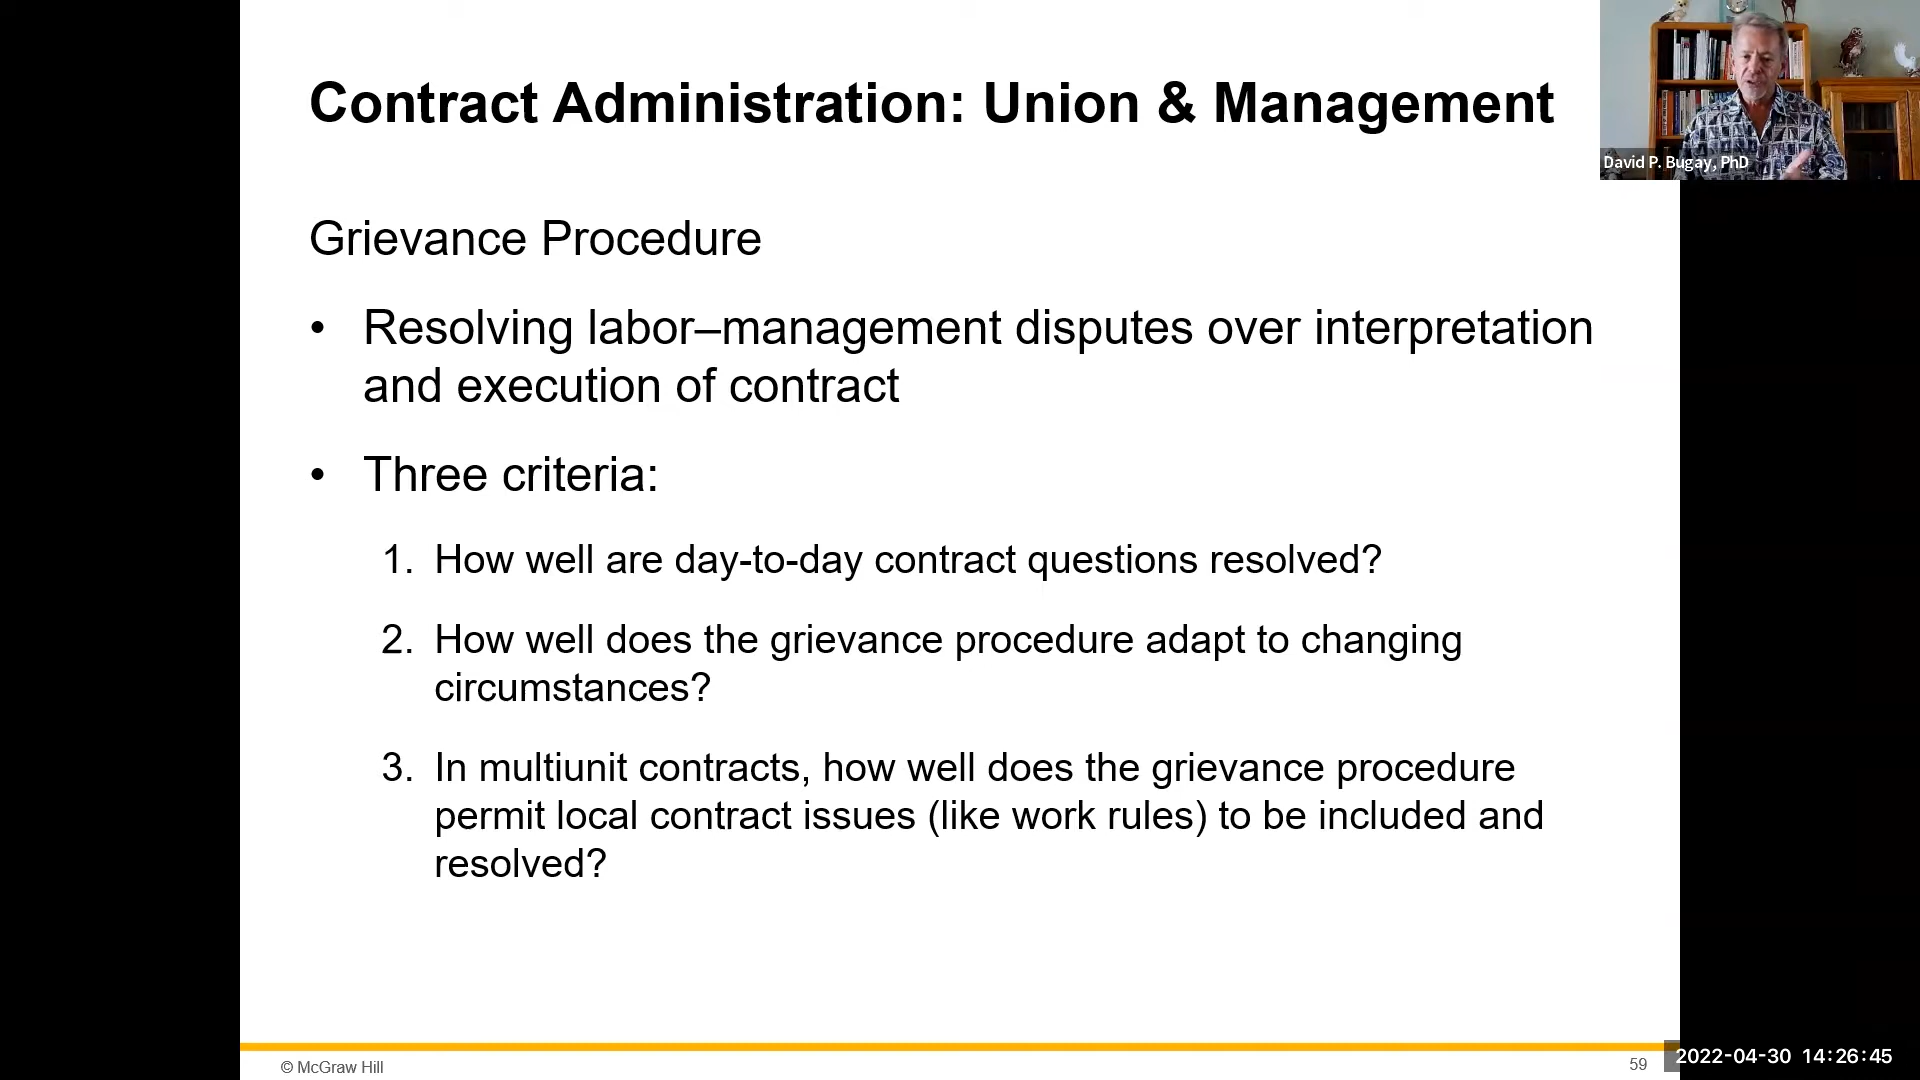 Contract Administration: Union & Management
David P. Bugay, PhD
Grievance Procedure
• Resolving labor–management disputes over interpretation
and execution of contract
• Three criteria:
1. How well are day-to-day contract questions resolved?
2. How well does the grievance procedure adapt to changing
circumstances?
3. In multiunit contracts, how well does the grievance procedure
permit local contract issues (like work rules) to be included and
resolved?
© McGraw Hill
59
2022-04-30 14:26:45